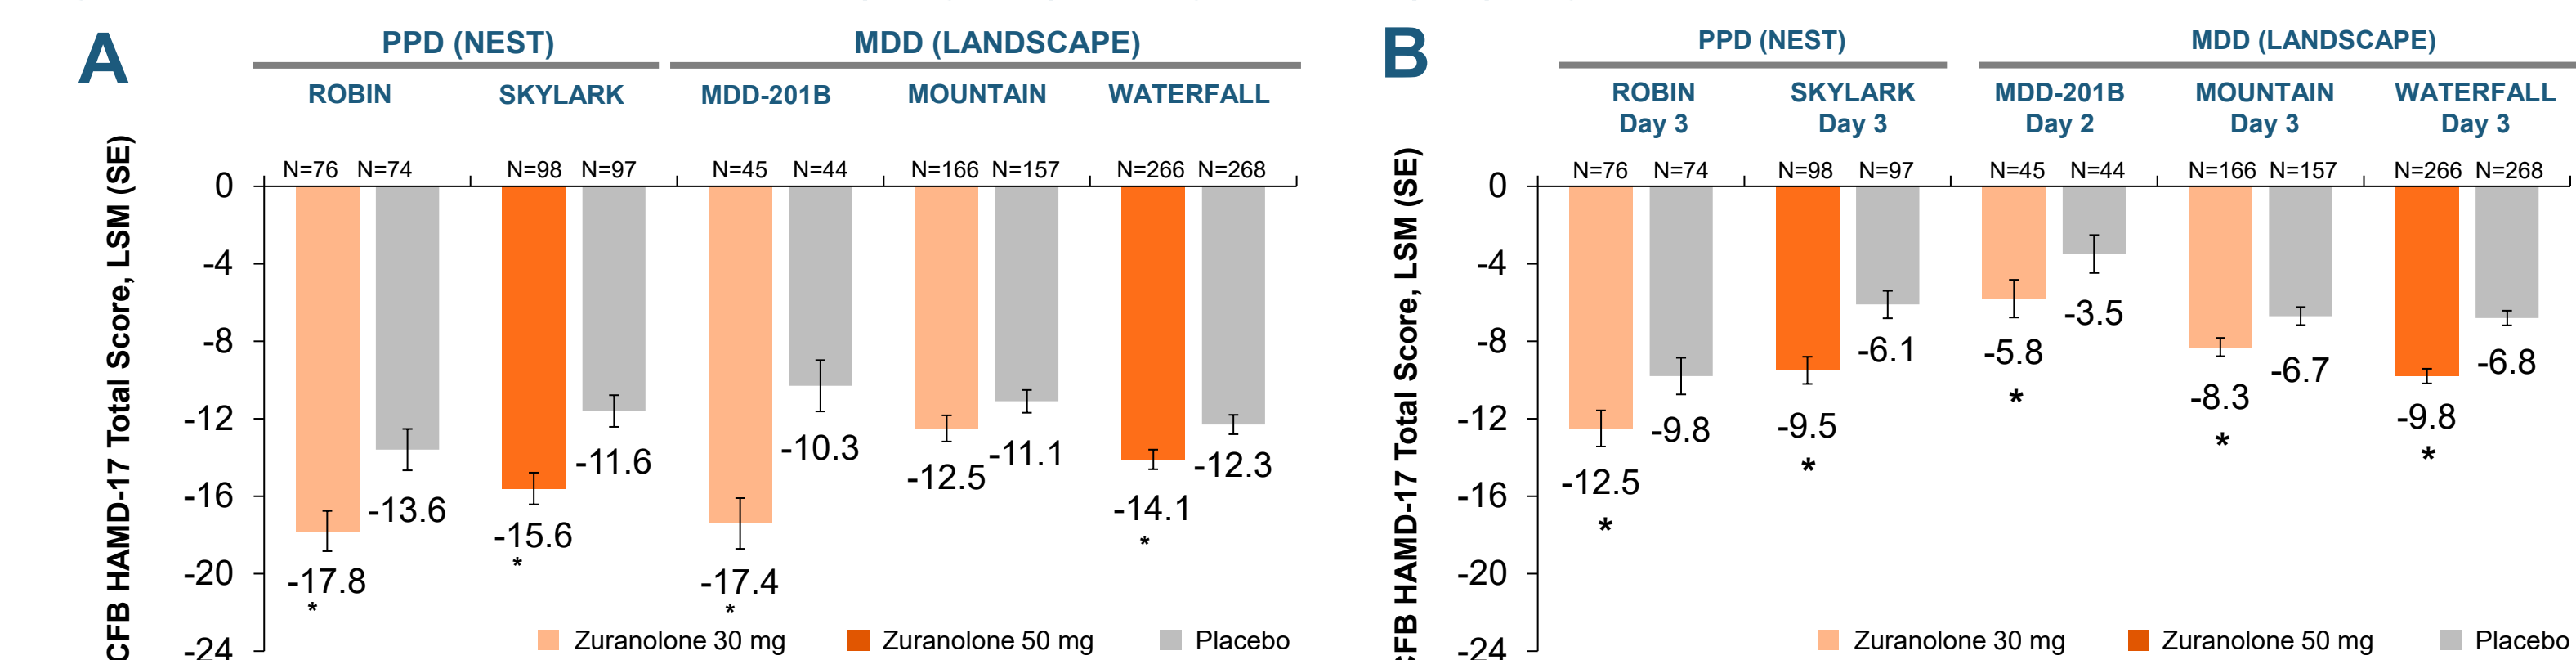 A
PPD (NEST)
MDD (LANDSCAPE)
ROBIN
SKYLARK
MDD-201B
MOUNTAIN
WATERFALL
N=76 N=74
N=98 N=97
N=45 N=44
N=166 N=157
N=266 N=268
CFB HAMD-17 Total Score, LSM (SE)
0
-4
-8
-12
-16
-20
-24
-17.8
*
-13.6
-15.6
*
-11.6
-17.4
*
-10.3
-12.5
-11.1
-14.1
*
-12.3
Zuranolone 30 mg
Zuranolone 50 mg
Placebo
B
PPD (NEST)
MDD (LANDSCAPE)
ROBIN
Day 3
SKYLARK
Day 3
MDD-201B
Day 2
MOUNTAIN
Day 3
WATERFALL
Day 3
N=76 N=74
N=98 N=97
N=45 N=44
N=166 N=157
N=266 N=268
CFB HAMD-17 Total Score, LSM (SE)
0
-4
-8
-12
-16
-20
-24
-12.5
*
-9.8
-9.5
*
-6.1
-5.8
*
-3.5
-8.3
*
-6.7
-9.8
*
-6.8
Zuranolone 30 mg
Zuranolone 50 mg
Placebo